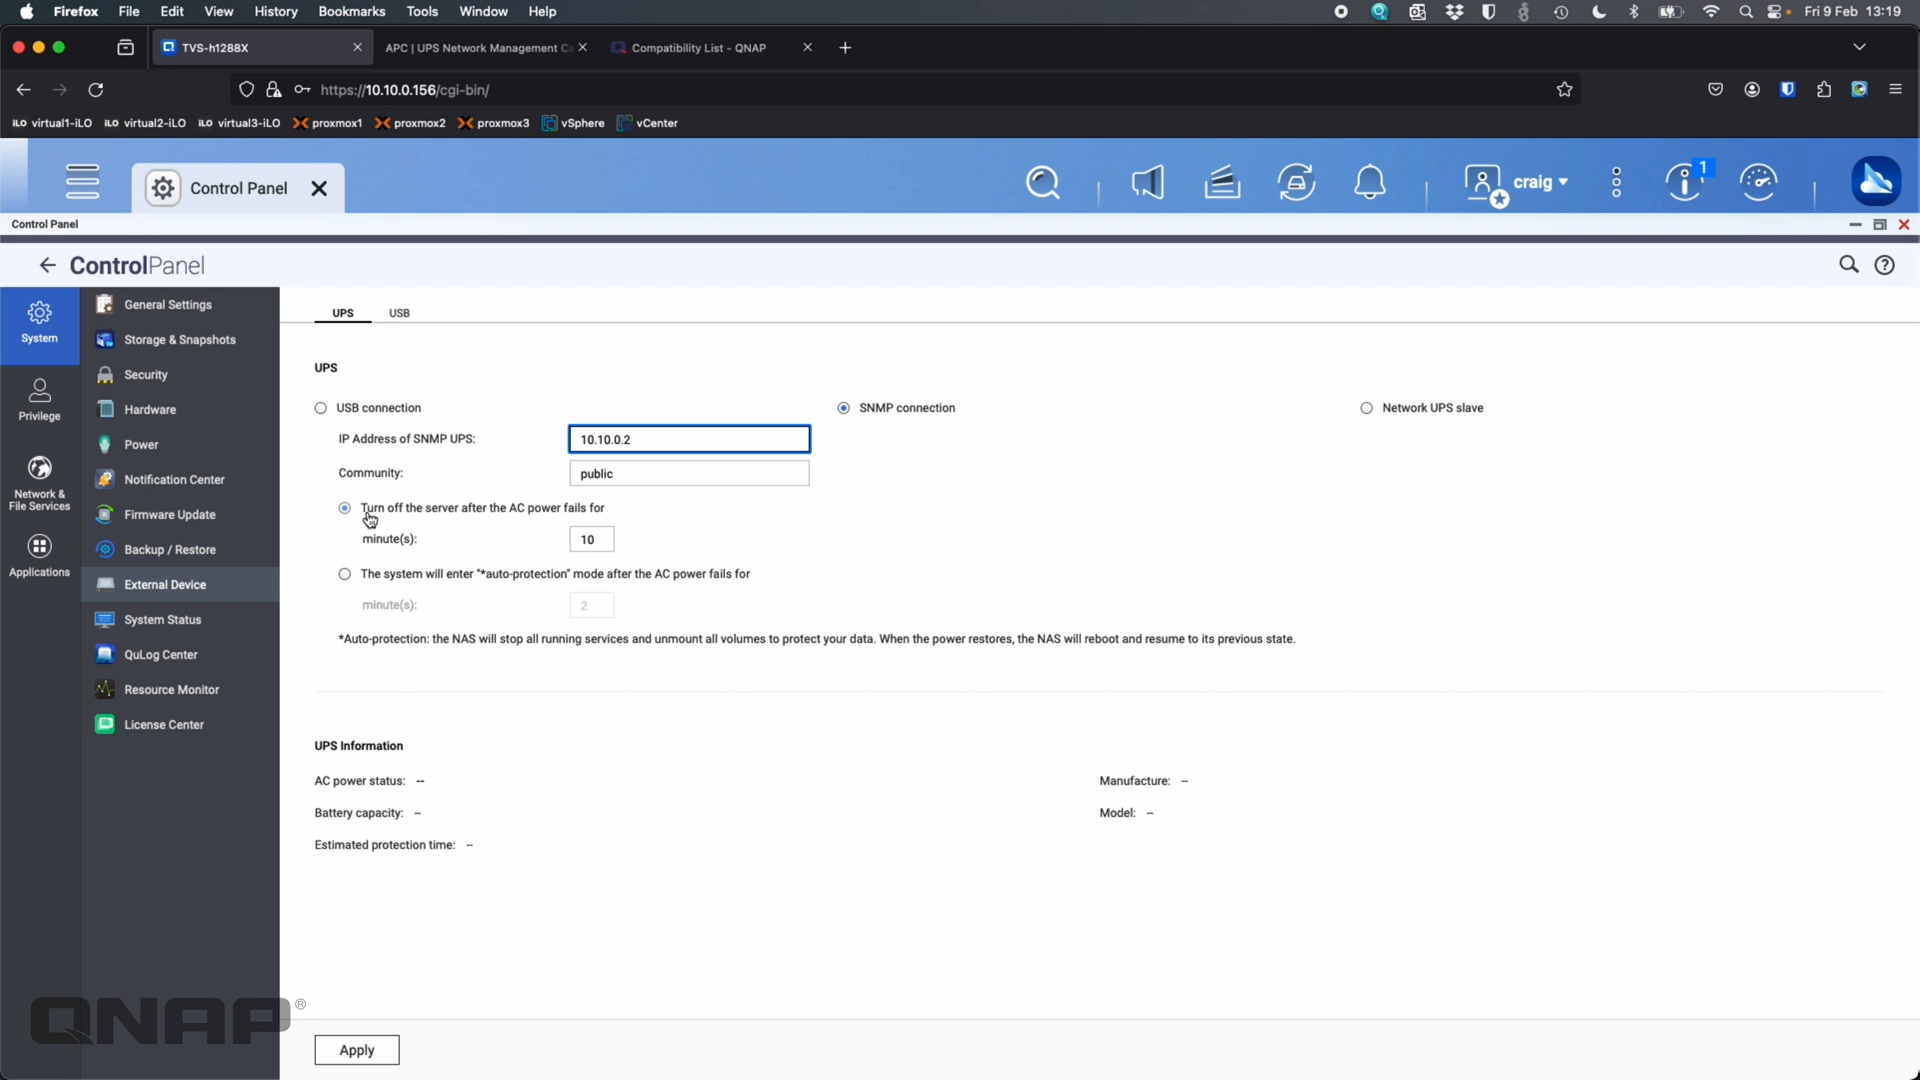 Firefox File Edit View History Bookmarks Tools Window Help Fri 9 Feb 13:19
TVS-h1288X APC | UPS Network Management C Compatibility List - QNAP
https://10.10.0.156/cgi-bin/
iLO virtual1-iLO iLO virtual2-iLO iLO virtual3-iLO proxmox1 proxmox2 proxmox3 vSphere vCenter
Control Panel craig 1
Control Panel
ControlPanel
System
Privilege
Network &
File Services
Applications
General Settings
Storage & Snapshots
Security
Hardware
Power
Notification Center
Firmware Update
Backup / Restore
External Device
System Status
QuLog Center
Resource Monitor
License Center
UPS USB
UPS
USB connection SNMP connection Network UPS slave
IP Address of SNMP UPS: 10.10.0.2
Community: public
Turn off the server after the AC power fails for
minute(s): 10
The system will enter "*auto-protection" mode after the AC power fails for
minute(s): 2
*Auto-protection: the NAS will stop all running services and unmount all volumes to protect your data. When the power restores, the NAS will reboot and resume to its previous state.
UPS Information
AC power status: -- Manufacture: --
Battery capacity: -- Model: --
Estimated protection time: --
QNAP®
Apply